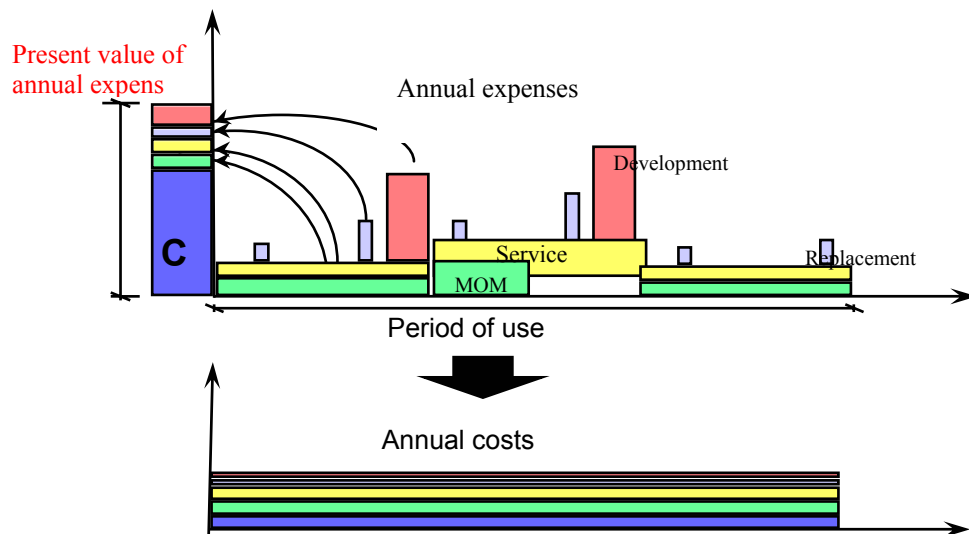 Present value of
annual expens
Annual expenses
Development
C
Service
Replacement
MOM
Period of use
Annual costs